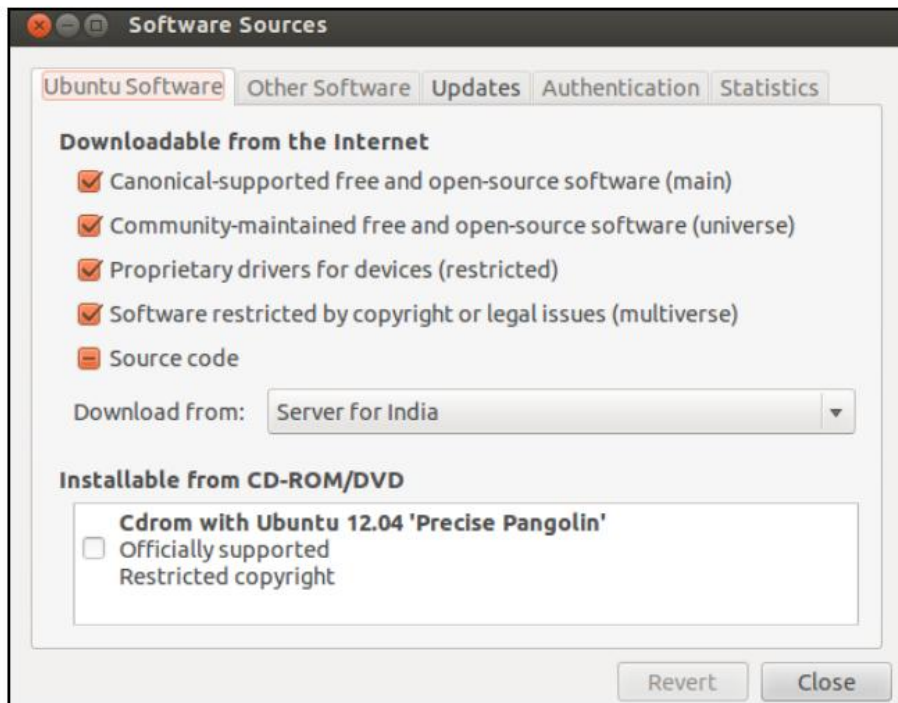 Software Sources
Ubuntu Software Other Software Updates Authentication Statistics
Downloadable from the Internet
Canonical-supported free and open-source software (main)
Community-maintained free and open-source software (universe)
Proprietary drivers for devices (restricted)
Software restricted by copyright or legal issues (multiverse)
Source code
Download from: Server for India
Installable from CD-ROM/DVD
Cdrom with Ubuntu 12.04 'Precise Pangolin'
Officially supported
Restricted copyright
Revert Close